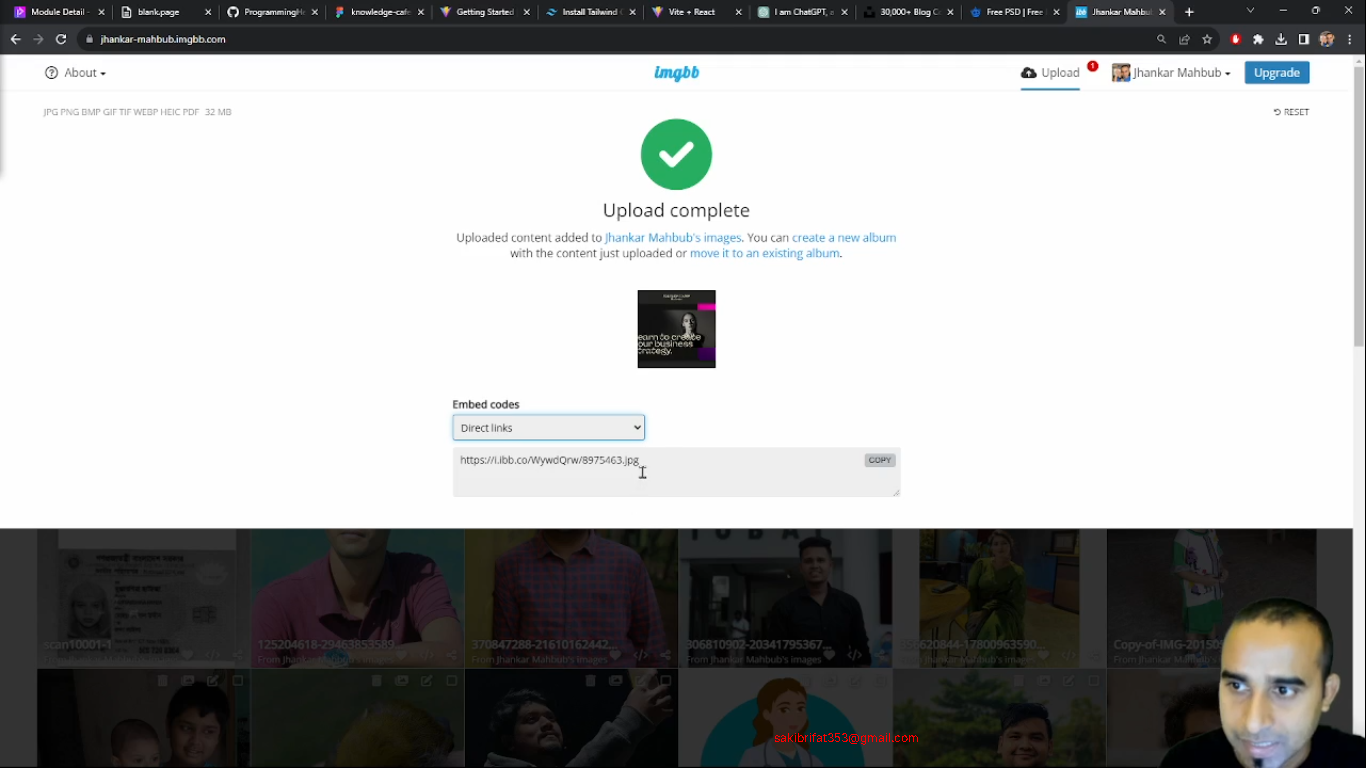 Module Detail -
blank.page
ProgrammingHe
knowledge-cafe
Getting Started
Install Tailwind C
Vite + React
I am ChatGPT, a
30,000+ Blog C
Free PSD | Free
Jhankar Mahbub
jhankar-mahbub.imgbb.com
About
imgbb
Upload
1
Jhankar Mahbub
Upgrade
JPG PNG BMP GIF TIF WEBP HEIC PDF 32 MB
RESET
Upload complete
Uploaded content added to Jhankar Mahbub's images. You can create a new album
with the content just uploaded or move it to an existing album.
earn to create
our business
trategy.
Embed codes
Direct links
https://i.ibb.co/WywdQrw/8975463.jpg
COPY
scan10001-1
125204618-29463853589...
From Jhankar Mahbub's images
370847288-21610162442...
From Jhankar Mahbub's images
306810902-20341795367...
From Jhankar Mahbub's images
356620844-17800963590...
From Jhankar Mahbub's images
Copy-of-IMG-20150
From Jhankar Mahbub's images
sakibrifat353@gmail.com